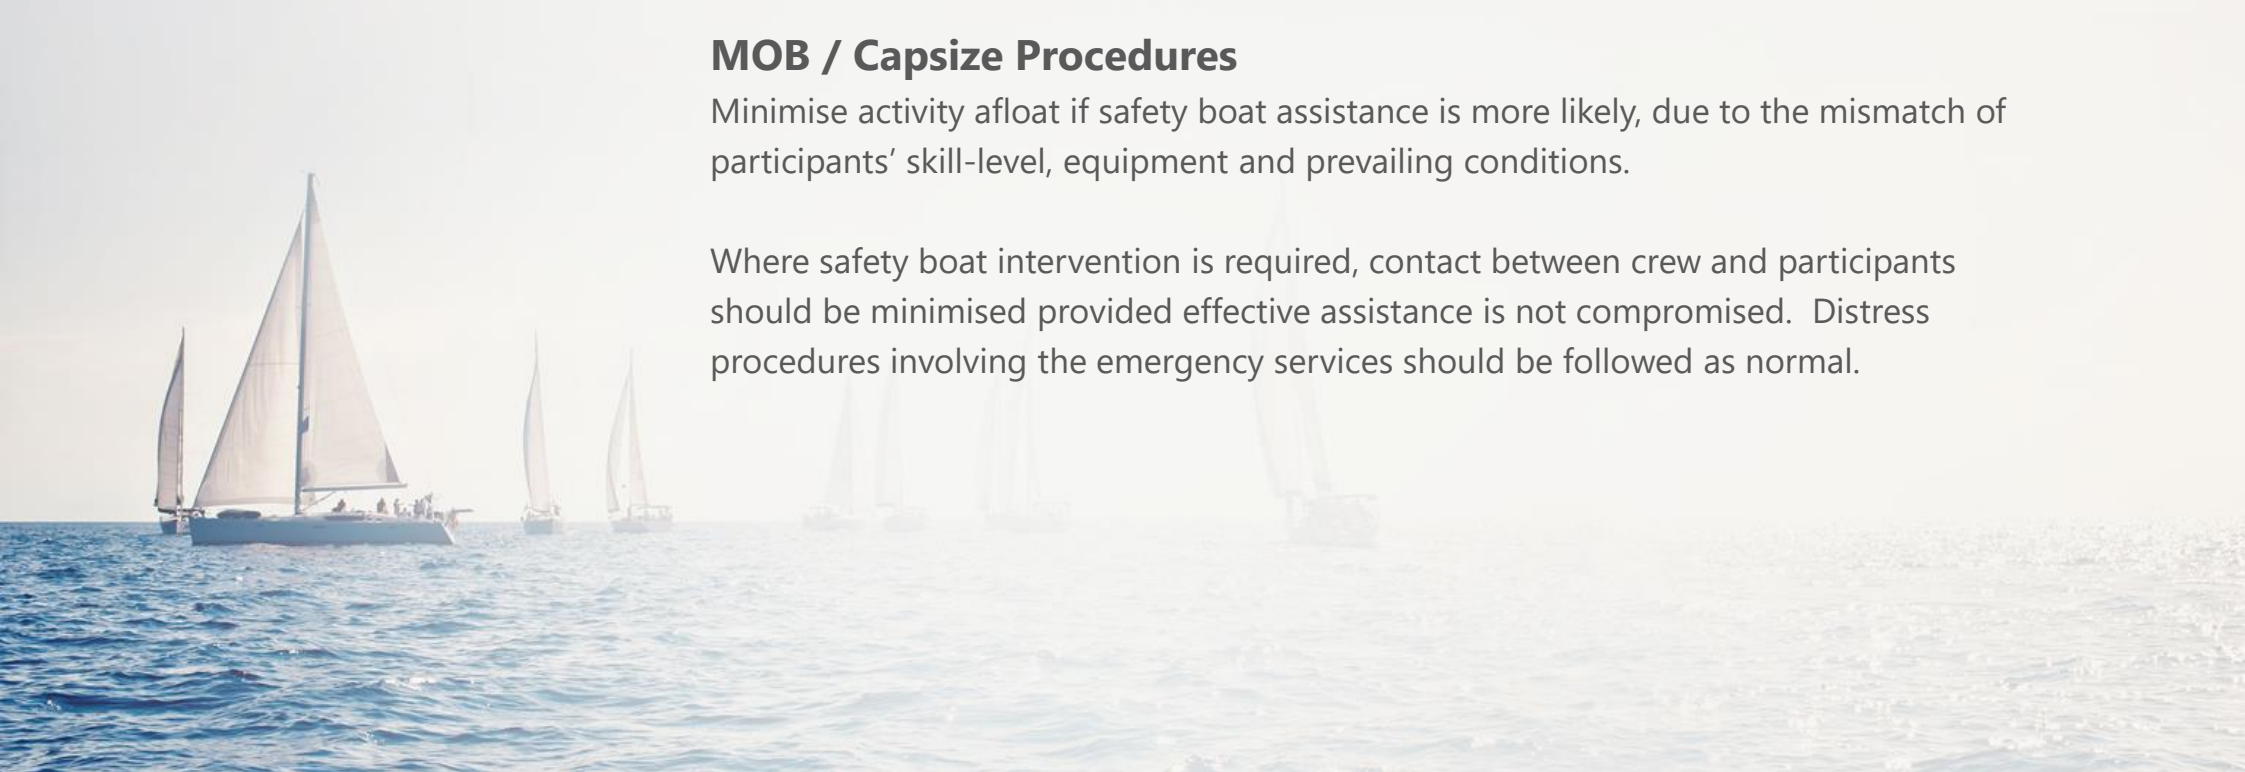 MOB / Capsize Procedures
Minimise activity afloat if safety boat assistance is more likely, due to the mismatch of
participants’ skill-level, equipment and prevailing conditions.
Where safety boat intervention is required, contact between crew and participants
should be minimised provided effective assistance is not compromised.  Distress
procedures involving the emergency services should be followed as normal.